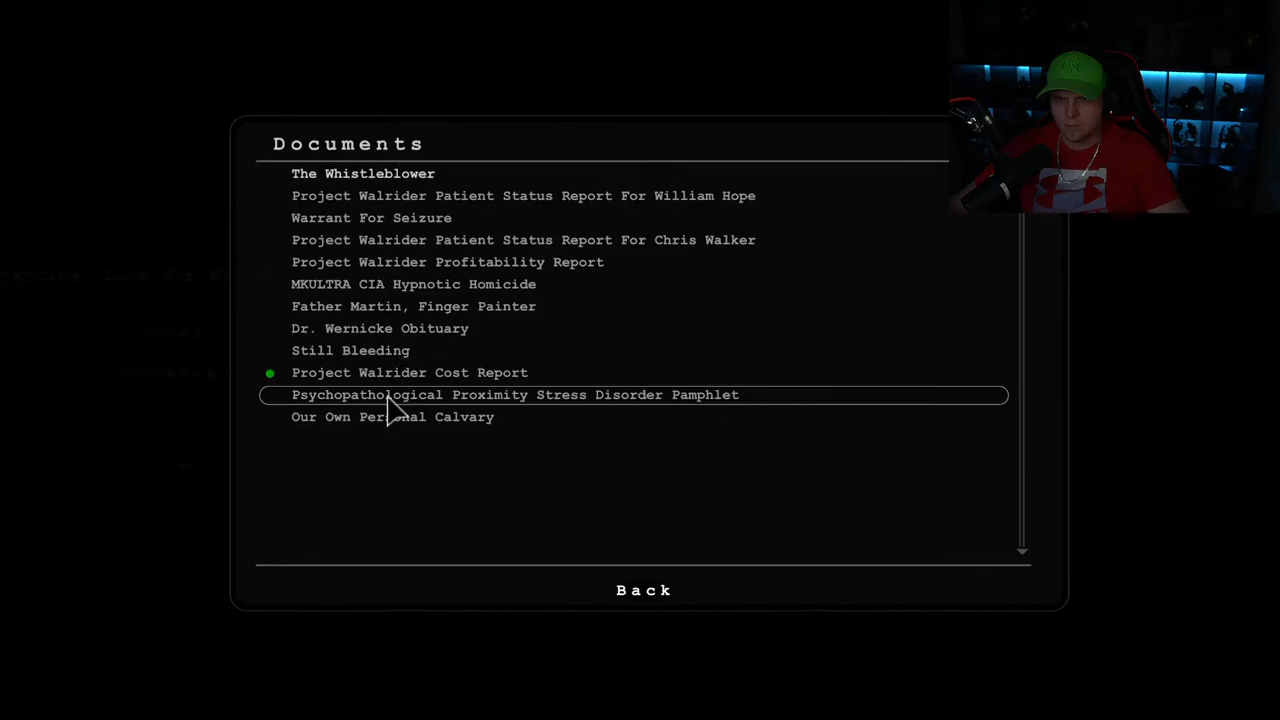 Documents
The Whistleblower
Project Walrider Patient Status Report For William Hope
Warrant For Seizure
Project Walrider Patient Status Report For Chris Walker
Project Walrider Profitability Report
MKULTRA CIA Hypnotic Homicide
Father Martin, Finger Painter
Dr. Wernicke Obituary
Still Bleeding
Project Walrider Cost Report
Psychopathological Proximity Stress Disorder Pamphlet
Our Own Personal Calvary
Back